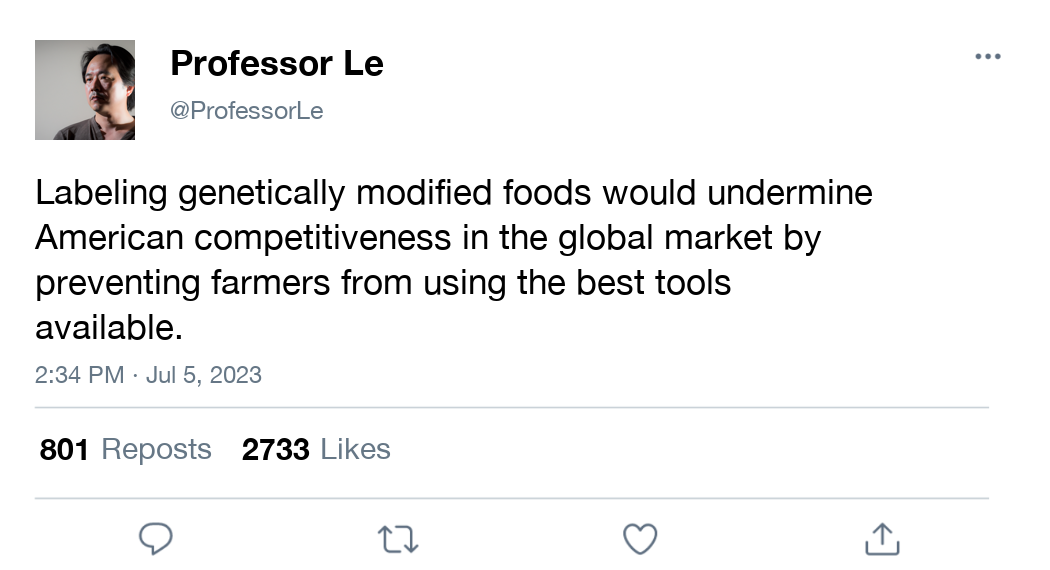 Professor Le
@ProfessorLe
Labeling genetically modified foods would undermine
American competitiveness in the global market by
preventing farmers from using the best tools
available.
2:34 PM · Jul 5, 2023
801 Reposts 2733 Likes